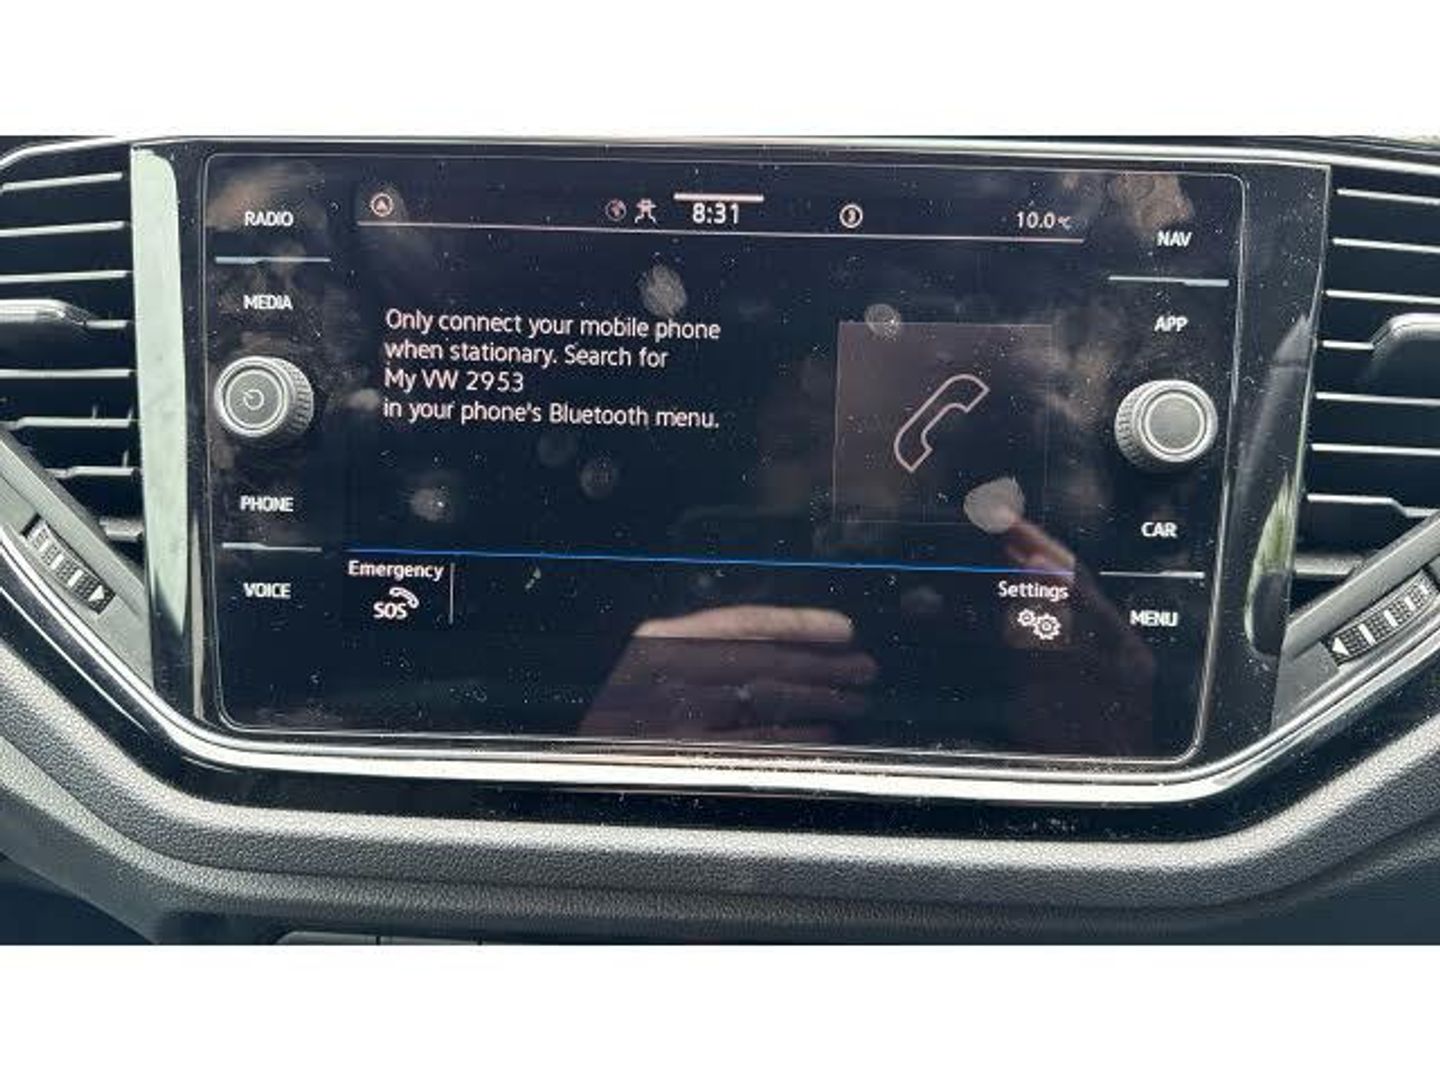 RADIO
MEDIA
PHONE
VOICE
8:31
10.0°C
Only connect your mobile phone
when stationary. Search for
My VW 2953
in your phone's Bluetooth menu.
Emergency
SOS
Settings
NAV
APP
CAR
MENU